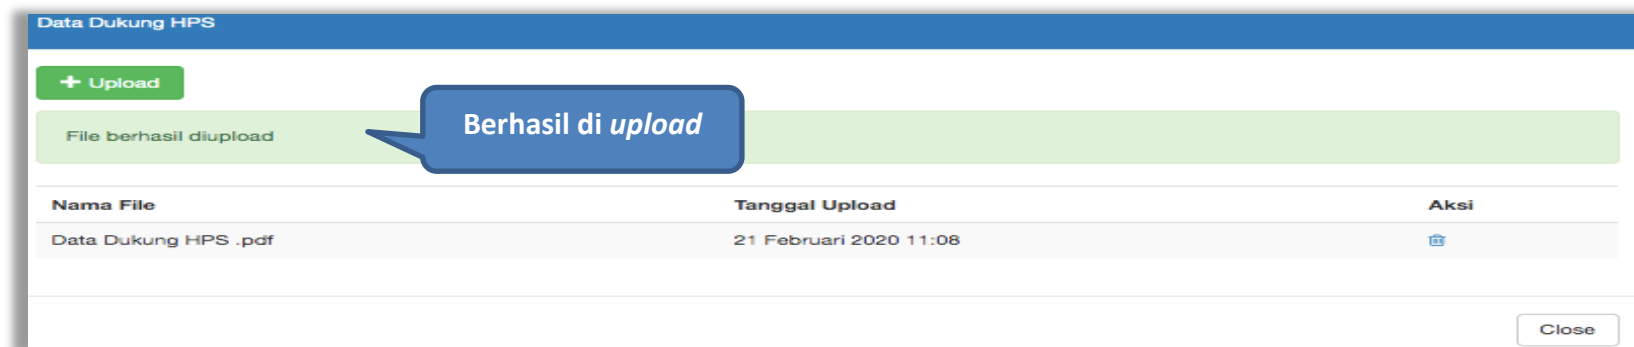 Data Dukung HPS
+ Upload
File berhasil diupload
Berhasil di upload
Nama File Tanggal Upload Aksi
Data Dukung HPS .pdf 21 Februari 2020 11:08
Close